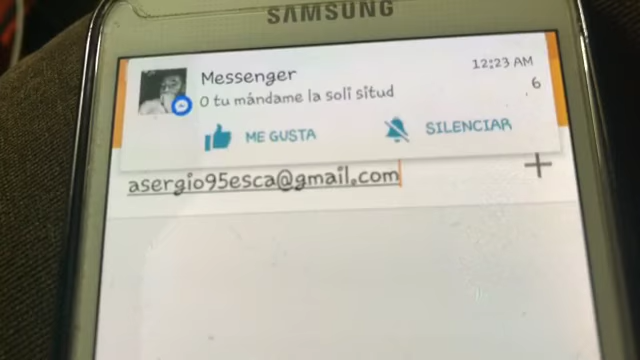 SAMSUNG
Messenger
12:23 AM
O tu mándame la soli situd
6
ME GUSTA
SILENCIAR
asergio95esca@gmail.com